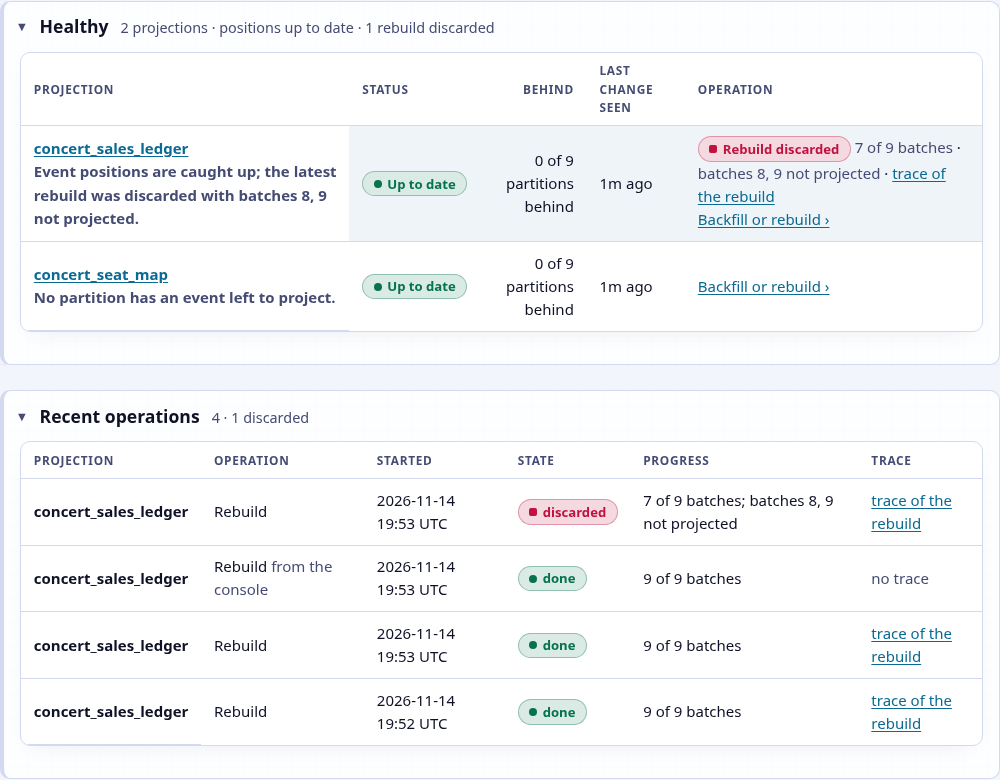 ▼ Healthy 2 projections · positions up to date · 1 rebuild discarded
PROJECTION STATUS BEHIND LAST CHANGE SEEN OPERATION
concert_sales_ledger
Event positions are caught up; the latest
rebuild was discarded with batches 8, 9
not projected.
Up to date
0 of 9
partitions
behind
1m ago
Rebuild discarded 7 of 9 batches ·
batches 8, 9 not projected · trace of
the rebuild
Backfill or rebuild ›
concert_seat_map
No partition has an event left to project.
Up to date
0 of 9
partitions
behind
1m ago
Backfill or rebuild ›
▼ Recent operations 4 · 1 discarded
PROJECTION OPERATION STARTED STATE PROGRESS TRACE
concert_sales_ledger
Rebuild
2026-11-14
19:53 UTC
discarded
7 of 9 batches; batches 8, 9
not projected
trace of the
rebuild
concert_sales_ledger
Rebuild from the
console
2026-11-14
19:53 UTC
done
9 of 9 batches
no trace
concert_sales_ledger
Rebuild
2026-11-14
19:53 UTC
done
9 of 9 batches
trace of the
rebuild
concert_sales_ledger
Rebuild
2026-11-14
19:52 UTC
done
9 of 9 batches
trace of the
rebuild